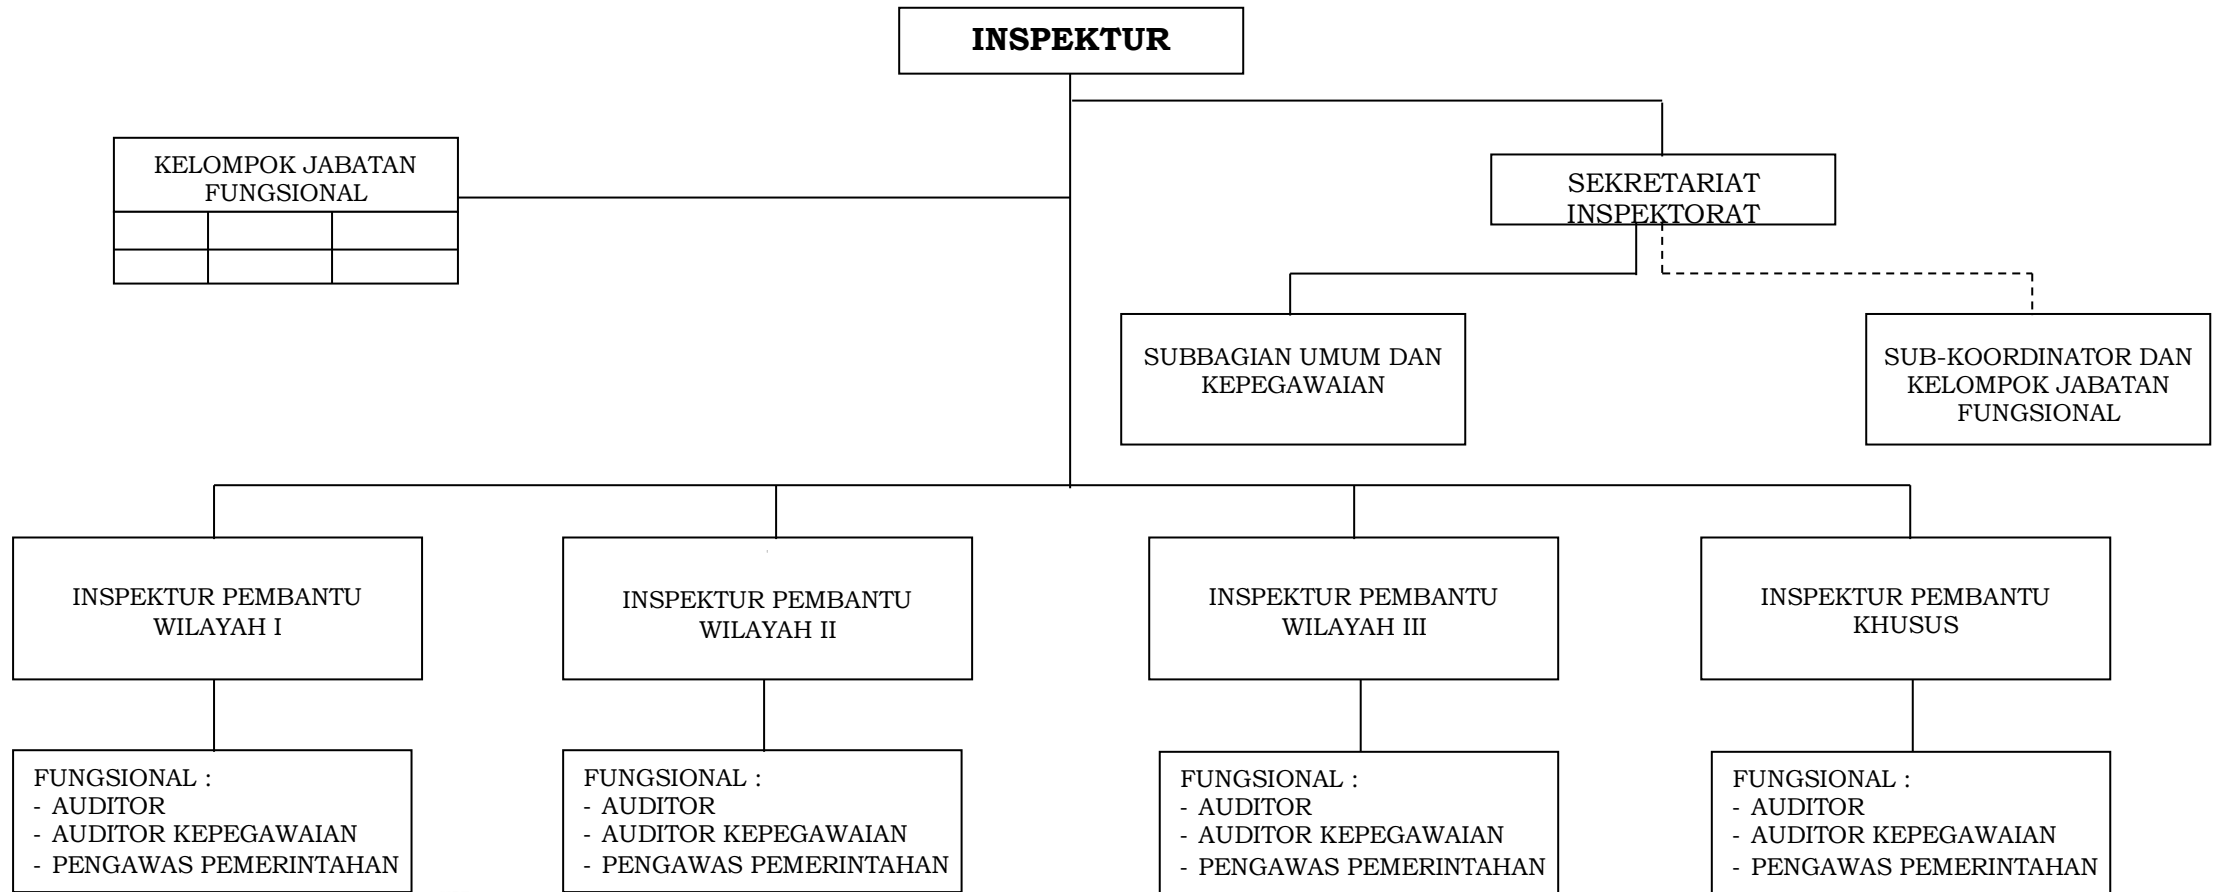 INSPEKTUR
KELOMPOK JABATAN
FUNGSIONAL
SEKRETARIAT
INSPEKTORAT
SUBBAGIAN UMUM DAN
KEPEGAWAIAN
SUB-KOORDINATOR DAN
KELOMPOK JABATAN
FUNGSIONAL
INSPEKTUR PEMBANTU
WILAYAH I
INSPEKTUR PEMBANTU
WILAYAH II
INSPEKTUR PEMBANTU
WILAYAH III
INSPEKTUR PEMBANTU
KHUSUS
FUNGSIONAL :
- AUDITOR
- AUDITOR KEPEGAWAIAN
- PENGAWAS PEMERINTAHAN
FUNGSIONAL :
- AUDITOR
- AUDITOR KEPEGAWAIAN
- PENGAWAS PEMERINTAHAN
FUNGSIONAL :
- AUDITOR
- AUDITOR KEPEGAWAIAN
- PENGAWAS PEMERINTAHAN
FUNGSIONAL :
- AUDITOR
- AUDITOR KEPEGAWAIAN
- PENGAWAS PEMERINTAHAN